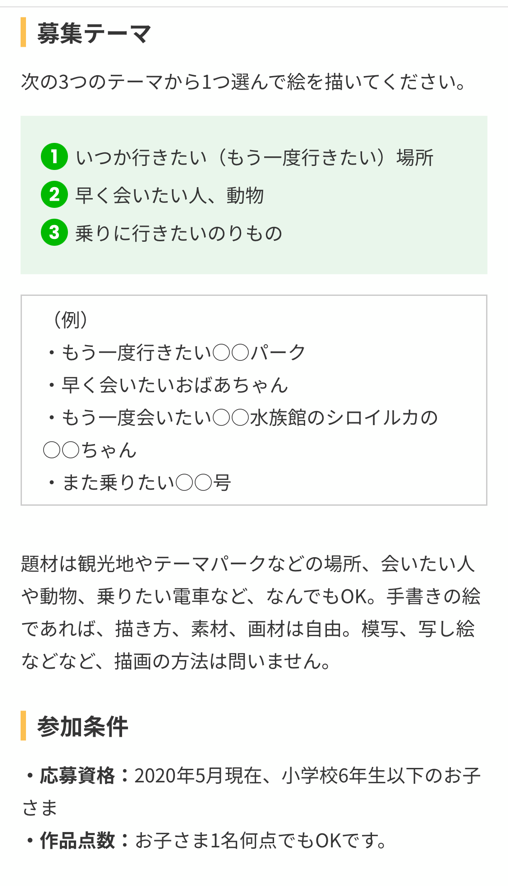 募集テーマ
次の3つのテーマから1つ選んで絵を描いてください。
1 いつか行きたい（もう一度行きたい）場所
2 早く会いたい人、動物
3 乗りに行きたいのりもの
（例）
・もう一度行きたい〇〇パーク
・早く会いたいおばあちゃん
・もう一度会いたい〇〇水族館のシロイルカの
〇〇ちゃん
・また乗りたい〇〇号
題材は観光地やテーマパークなどの場所、会いたい人
や動物、乗りたい電車など、なんでもOK。手書きの絵
であれば、描き方、素材、画材は自由。模写、写し絵
などなど、描画の方法は問いません。
参加条件
・応募資格：2020年5月現在、小学校6年生以下のお子
さま
・作品点数：お子さま1名何点でもOKです。